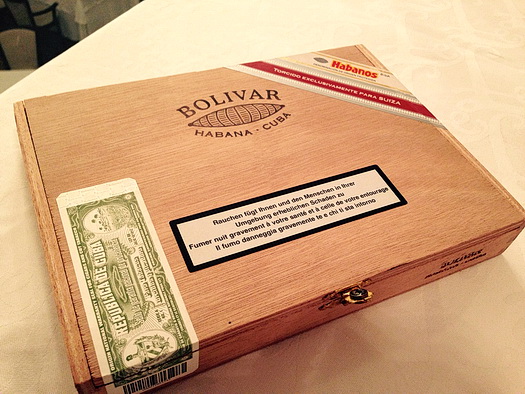 Habanos
TORCIDO EXCLUSIVAMENTE PARA SUIZA
BOLIVAR
HABANA - CUBA
Rauchen fügt Ihnen und den Menschen in Ihrer
Umgebung erheblichen Schaden zu
Fumer nuit gravement à votre santé et à celle de votre entourage
Il fumo danneggia gravemente te e chi ti sta intorno
REPUBLICA DE CUBA